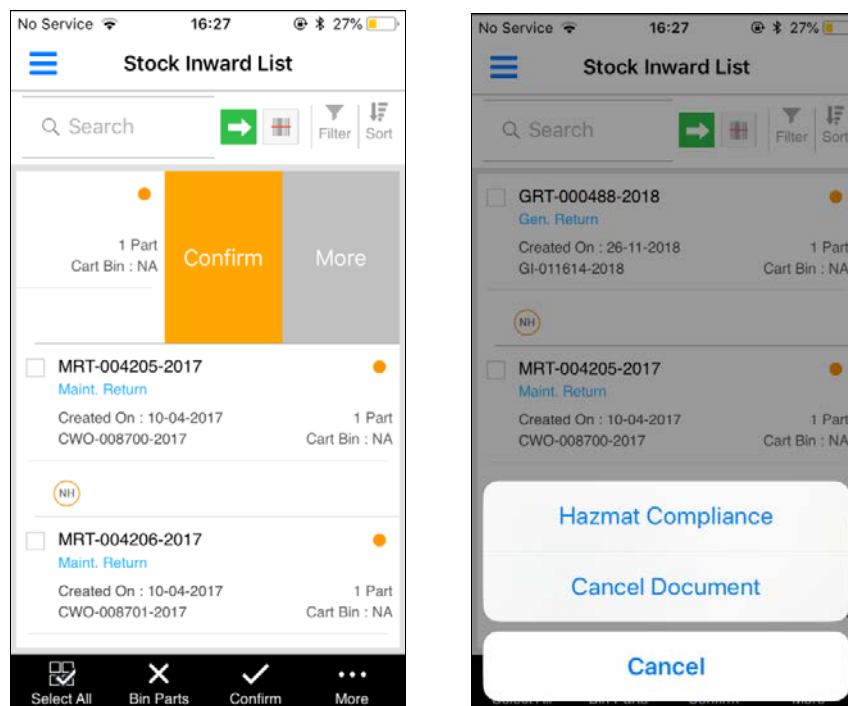 No Service 16:27 27%
Stock Inward List
Search Filter Sort
1 Part
Cart Bin : NA
Confirm More
MRT-004205-2017
Maint. Return
Created On : 10-04-2017 1 Part
CWO-008700-2017 Cart Bin : NA
NH
MRT-004206-2017
Maint. Return
Created On : 10-04-2017 1 Part
CWO-008701-2017 Cart Bin : NA
Select All Bin Parts Confirm More
No Service 16:27 27%
Stock Inward List
Search Filter Sort
GRT-000488-2018
Gen. Return
Created On : 26-11-2018 1 Part
GI-011614-2018 Cart Bin : NA
NH
MRT-004205-2017
Maint. Return
Created On : 10-04-2017 1 Part
CWO-008700-2017 Cart Bin : NA
Hazmat Compliance
Cancel Document
Cancel